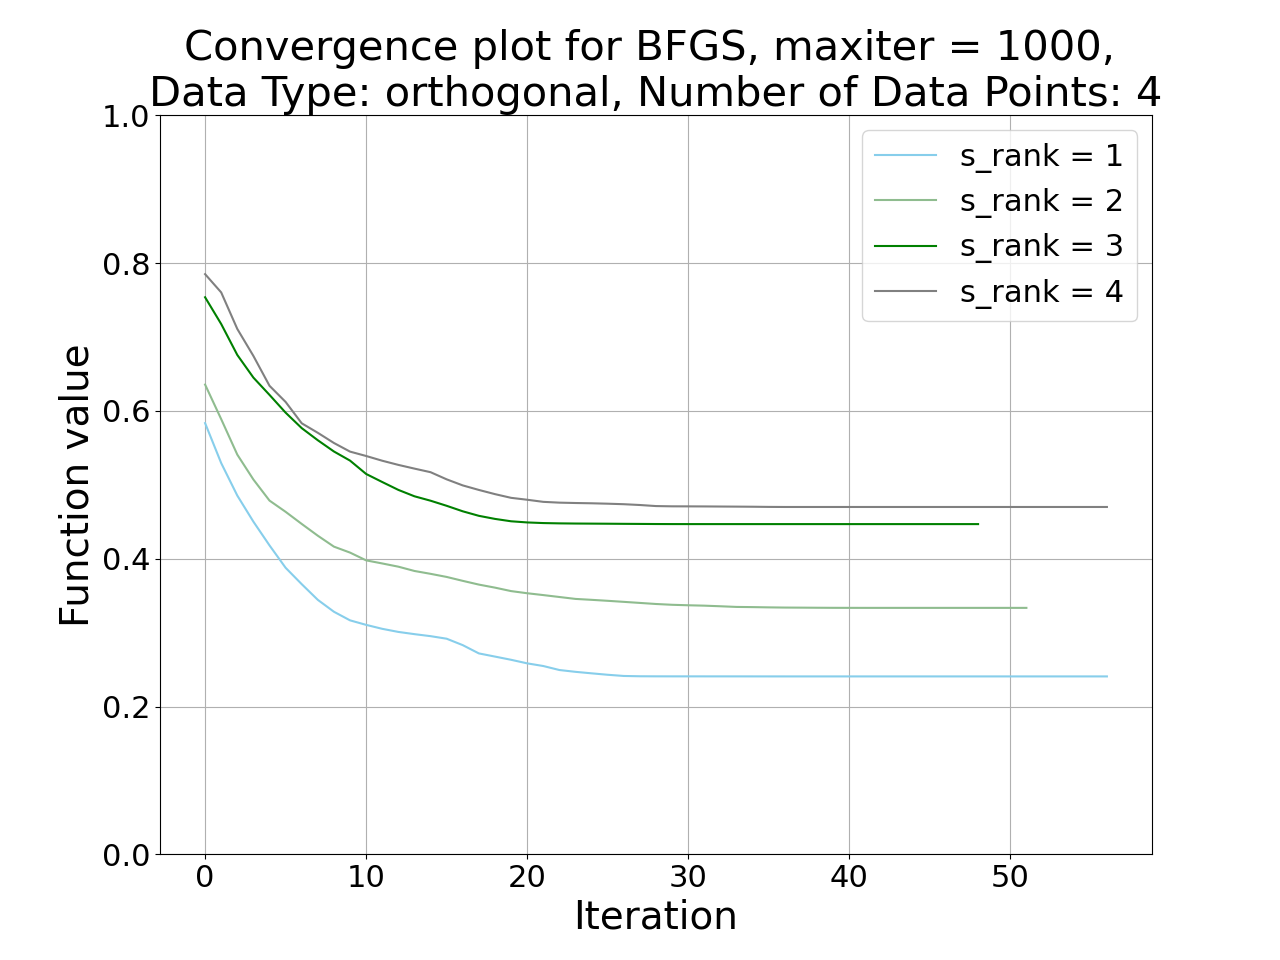 Convergence plot for BFGS, maxiter = 1000,
Data Type: orthogonal, Number of Data Points: 4
1.0
0.8
0.6
0.4
0.2
0.0
Function value
s_rank = 1
s_rank = 2
s_rank = 3
s_rank = 4
0 10 20 30 40 50
Iteration